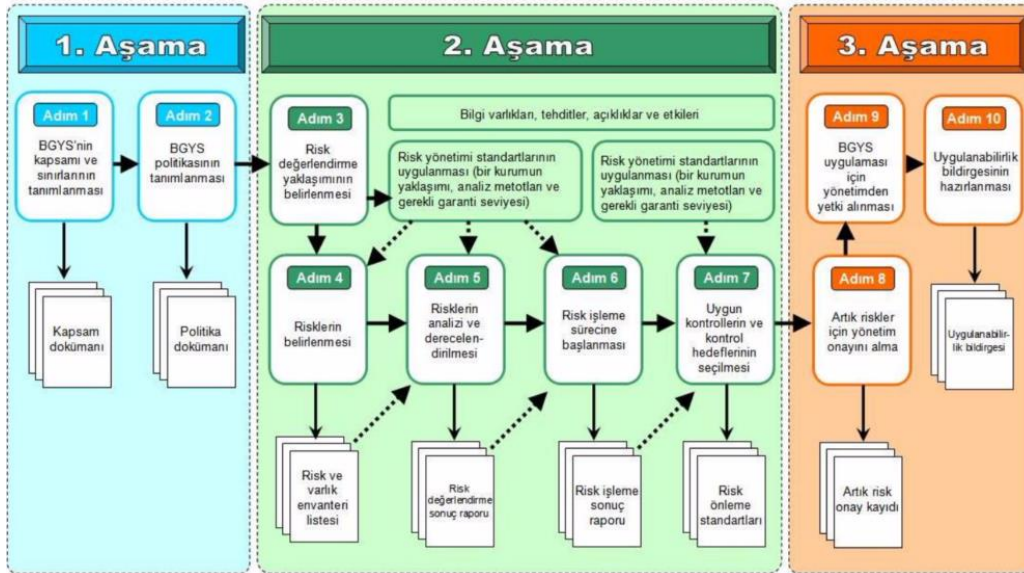 1. Aşama
Adım 1
BGYS'nin
kapsamı ve
sınırlarının
tanımlanması
Adım 2
BGYS
politikasının
tanımlanması
Kapsam
dokümanı
Politika
dokümanı
2. Aşama
Adım 3
Risk
değerlendirme
yaklaşımının
belirlenmesi
Bilgi varlıkları, tehditler, açıklıklar ve etkileri
Risk yönetimi standartlarının
uygulanması (bir kurumun
yaklaşımı, analiz metotları ve
gerekli garanti seviyesi)
Risk yönetimi standartlarının
uygulanması (bir kurumun
yaklaşımı, analiz metotları ve
gerekli garanti seviyesi)
Adım 4
Risklerin
belirlenmesi
Adım 5
Risklerin
analizi ve
derecelen-
dirilmesi
Adım 6
Risk işleme
sürecine
başlanması
Adım 7
Uygun
kontrollerin ve
kontrol
hedeflerinin
seçilmesi
Risk ve
varlık
envanteri
listesi
Risk
değerlendirme
sonuç raporu
Risk işleme
sonuç
raporu
Risk
önleme
standartları
3. Aşama
Adım 9
BGYS
uygulaması
için
yönetimden
yetki alınması
Adım 10
Uygulanabilirlik
bildirgesinin
hazırlanması
Adım 8
Artık riskler
için yönetim
onayını alma
Uygulanabilir-
lik bildirgesi
Artık risk
onay kayıdı